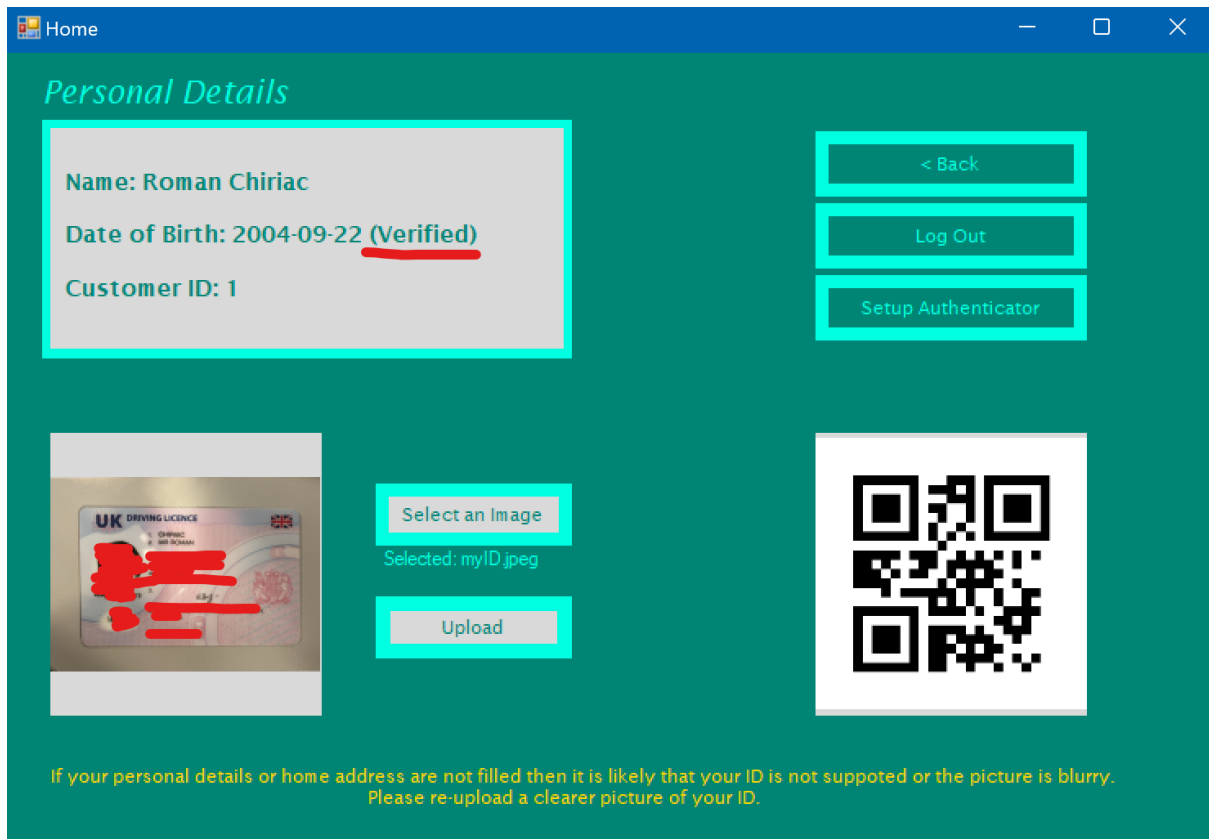 Home
Personal Details
Name: Roman Chiriac
Date of Birth: 2004-09-22 (Verified)
Customer ID: 1
< Back
Log Out
Setup Authenticator
UK DRIVING LICENCE
CHIRIAC
MR ROMAN
Select an Image
Selected: myID.jpeg
Upload
If your personal details or home address are not filled then it is likely that your ID is not suppoted or the picture is blurry.
Please re-upload a clearer picture of your ID.